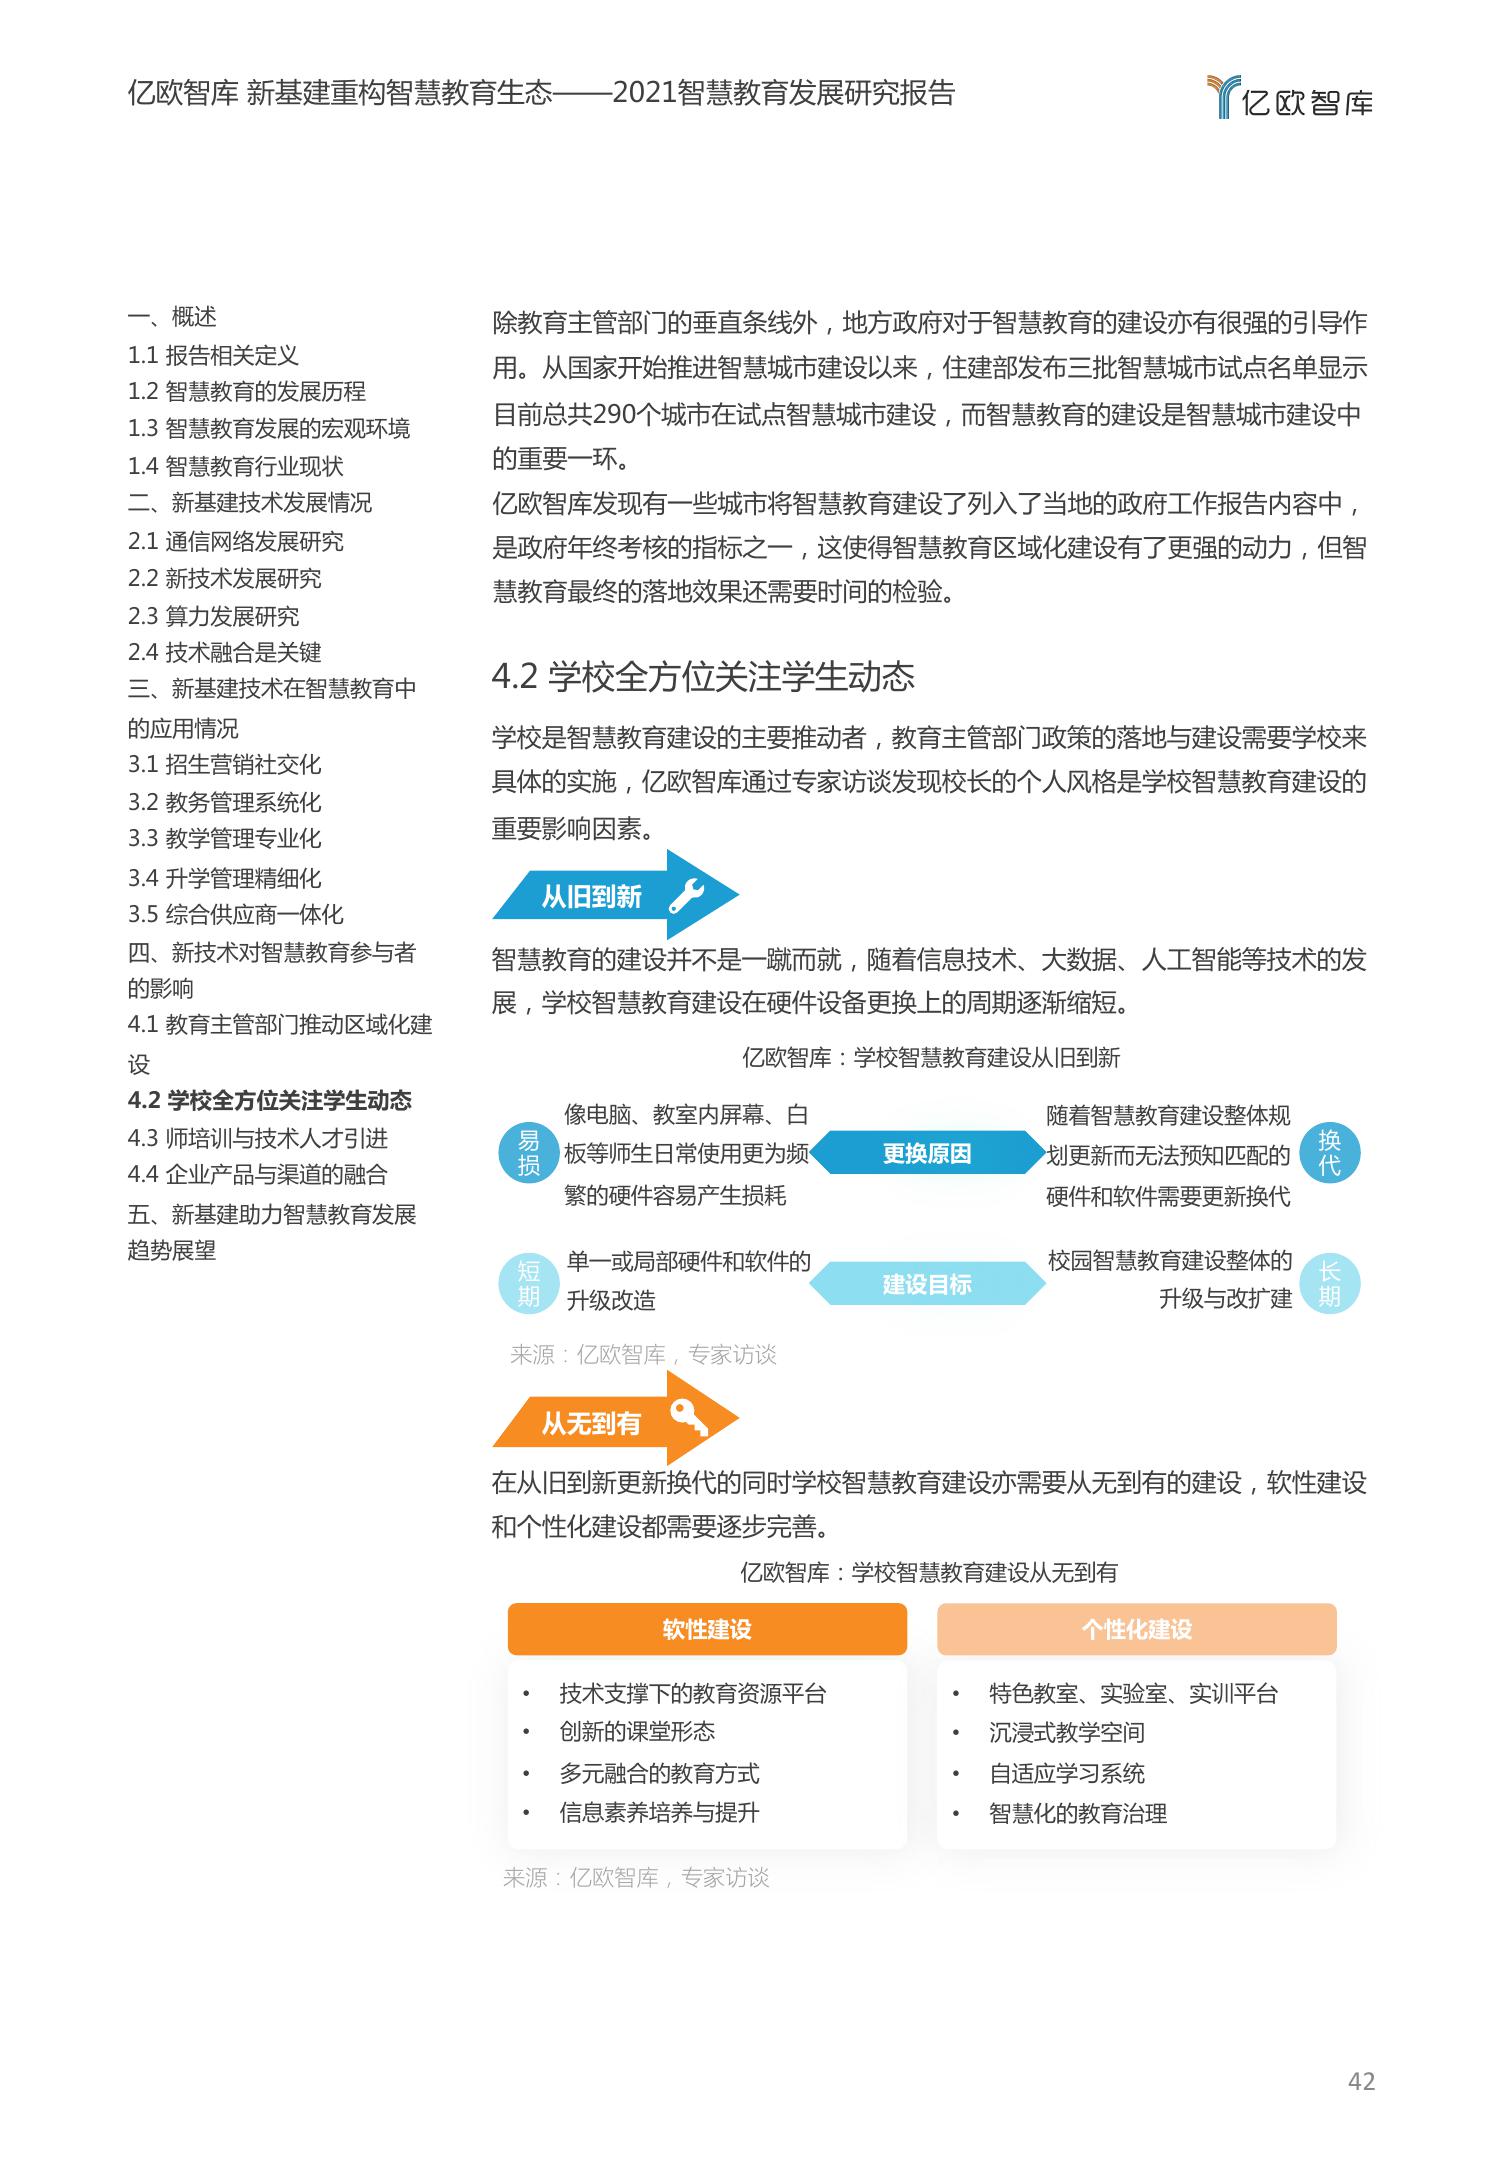 亿欧智库 新基建重构智慧教育生态——2021智慧教育发展研究报告
亿欧智库
一、概述
1.1 报告相关定义
1.2 智慧教育的发展历程
1.3 智慧教育发展的宏观环境
1.4 智慧教育行业现状
二、新基建技术发展情况
2.1 通信网络发展研究
2.2 新技术发展研究
2.3 算力发展研究
2.4 技术融合是关键
三、新基建技术在智慧教育中
的应用情况
3.1 招生营销社交化
3.2 教务管理系统化
3.3 教学管理专业化
3.4 升学管理精细化
3.5 综合供应商一体化
四、新技术对智慧教育参与者
的影响
4.1 教育主管部门推动区域化建
设
4.2 学校全方位关注学生动态
4.3 师培训与技术人才引进
4.4 企业产品与渠道的融合
五、新基建助力智慧教育发展
趋势展望
除教育主管部门的垂直条线外，地方政府对于智慧教育的建设亦有很强的引导作
用。从国家开始推进智慧城市建设以来，住建部发布三批智慧城市试点名单显示
目前总共290个城市在试点智慧城市建设，而智慧教育的建设是智慧城市建设中
的重要一环。
亿欧智库发现有一些城市将智慧教育建设了列入了当地的政府工作报告内容中，
是政府年终考核的指标之一，这使得智慧教育区域化建设有了更强的动力，但智
慧教育最终的落地效果还需要时间的检验。
4.2 学校全方位关注学生动态
学校是智慧教育建设的主要推动者，教育主管部门政策的落地与建设需要学校来
具体的实施，亿欧智库通过专家访谈发现校长的个人风格是学校智慧教育建设的
重要影响因素。
从旧到新
智慧教育的建设并不是一蹴而就，随着信息技术、大数据、人工智能等技术的发
展，学校智慧教育建设在硬件设备更换上的周期逐渐缩短。
亿欧智库：学校智慧教育建设从旧到新
易
损
像电脑、教室内屏幕、白
板等师生日常使用更为频
繁的硬件容易产生损耗
更换原因
随着智慧教育建设整体规
划更新而无法预知匹配的
硬件和软件需要更新换代
换
代
短
期
单一或局部硬件和软件的
升级改造
建设目标
校园智慧教育建设整体的
升级与改扩建
长
期
来源：亿欧智库，专家访谈
从无到有
在从旧到新更新换代的同时学校智慧教育建设亦需要从无到有的建设，软性建设
和个性化建设都需要逐步完善。
亿欧智库：学校智慧教育建设从无到有
软性建设
• 技术支撑下的教育资源平台
• 创新的课堂形态
• 多元融合的教育方式
• 信息素养培养与提升
个性化建设
• 特色教室、实验室、实训平台
• 沉浸式教学空间
• 自适应学习系统
• 智慧化的教育治理
来源：亿欧智库，专家访谈
42